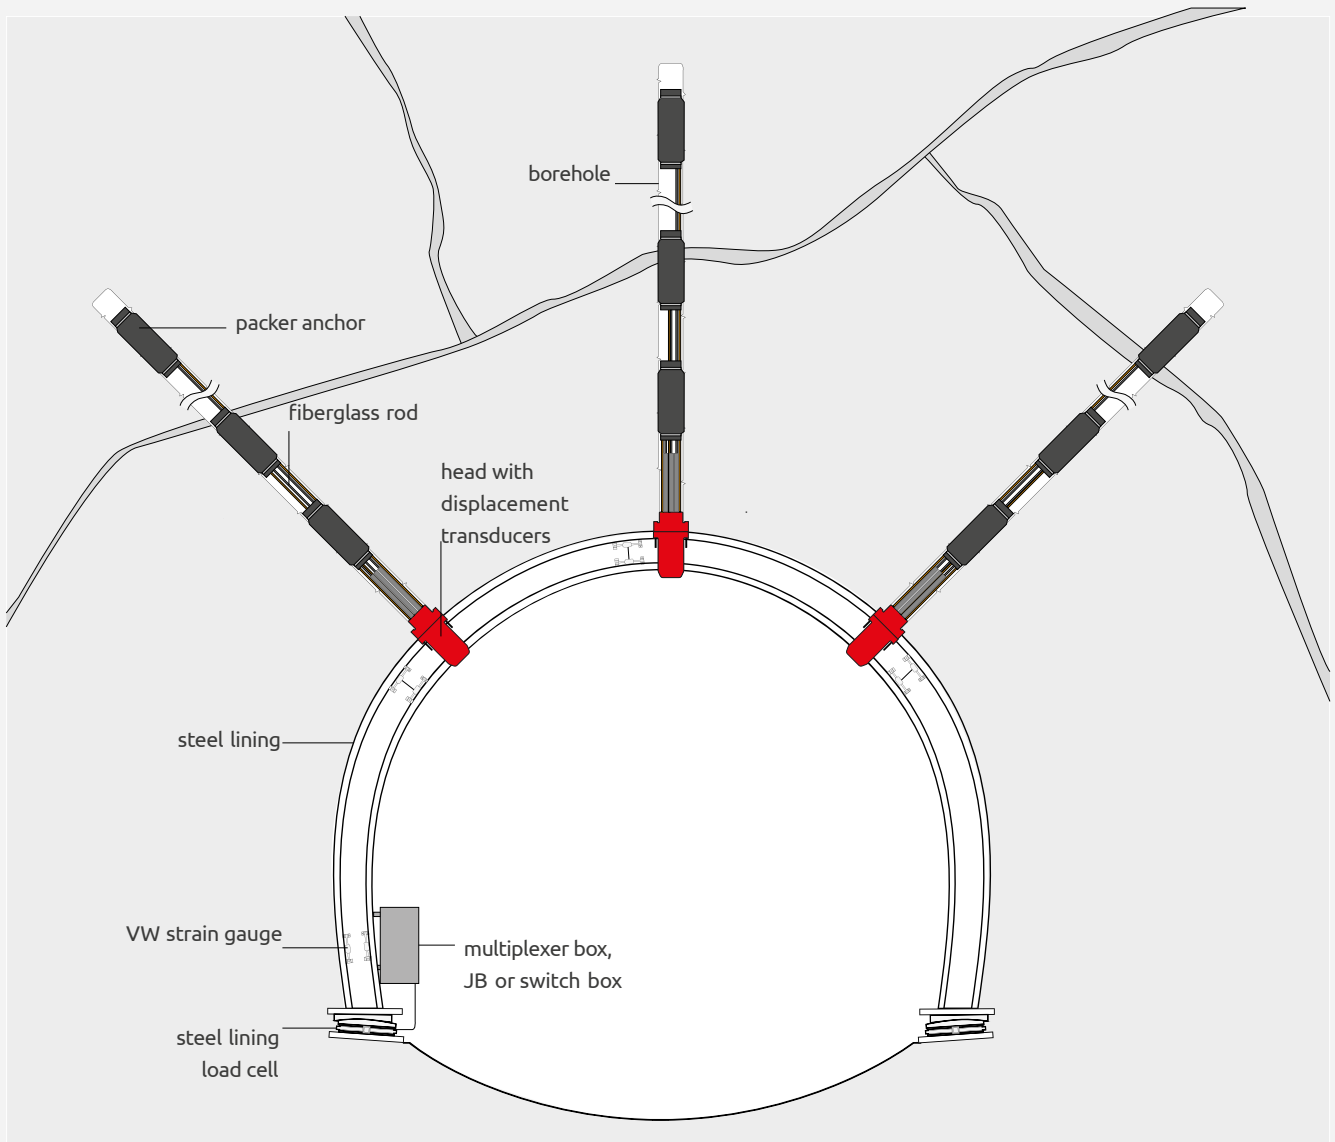 borehole
packer anchor
fiberglass rod
head with
displacement
transducers
steel lining
VW strain gauge
multiplexer box,
JB or switch box
steel lining
load cell